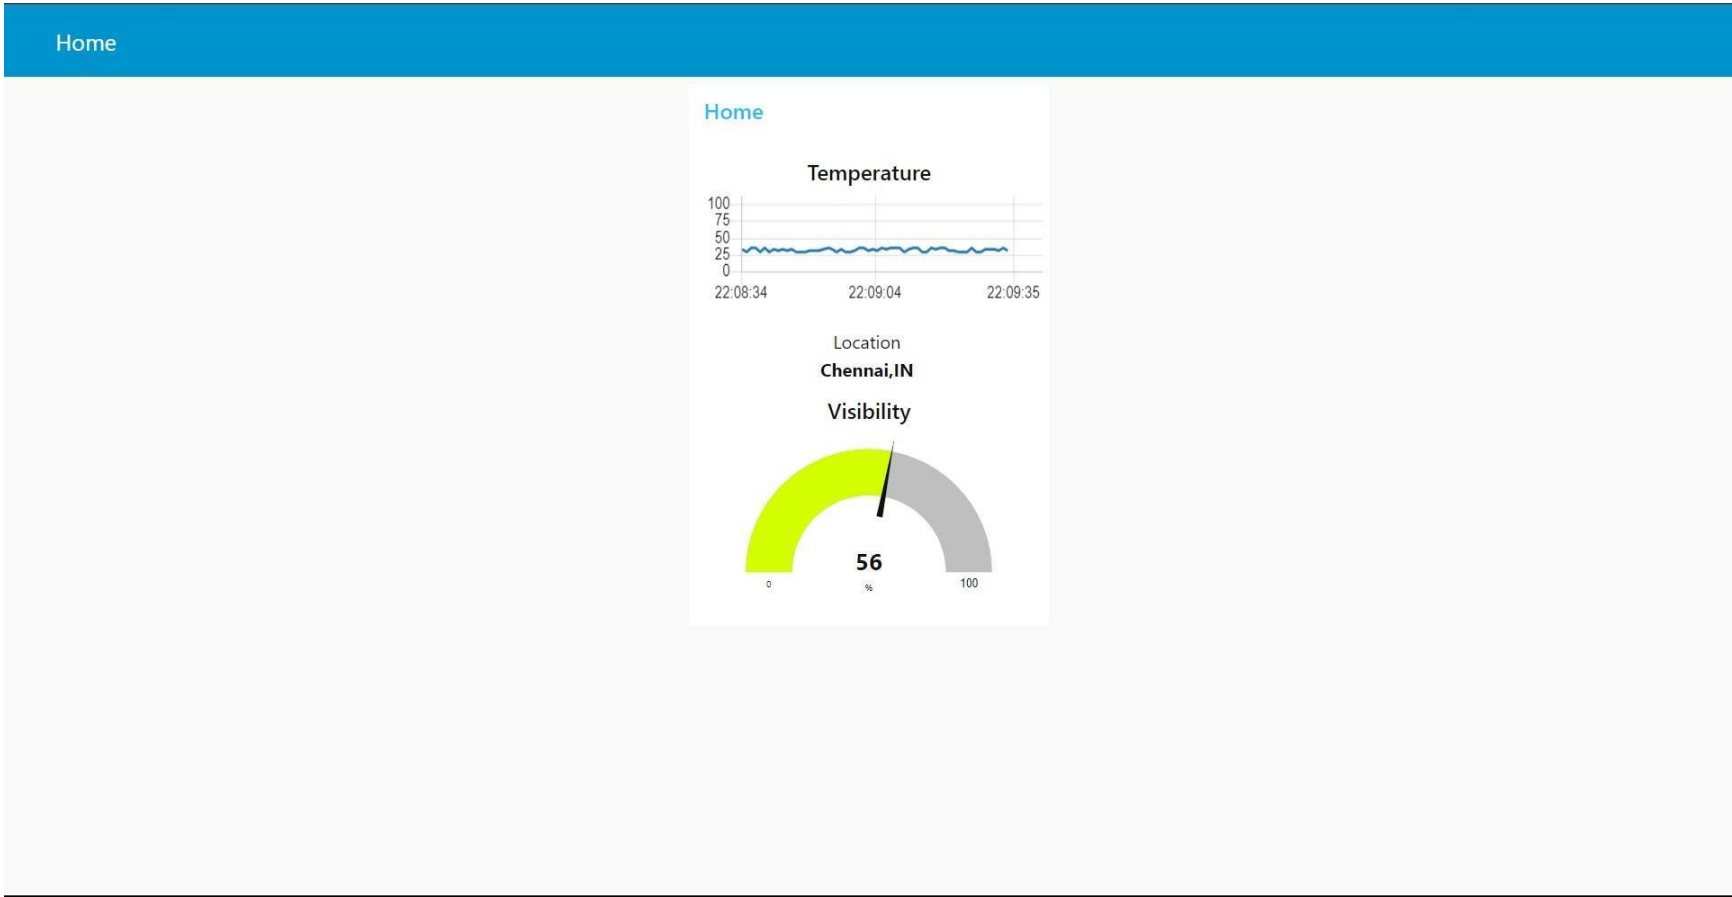 Home
Home
Temperature
100
75
50
25
0
22:08:34 22:09:04 22:09:35
Location
Chennai,IN
Visibility
56
0 % 100